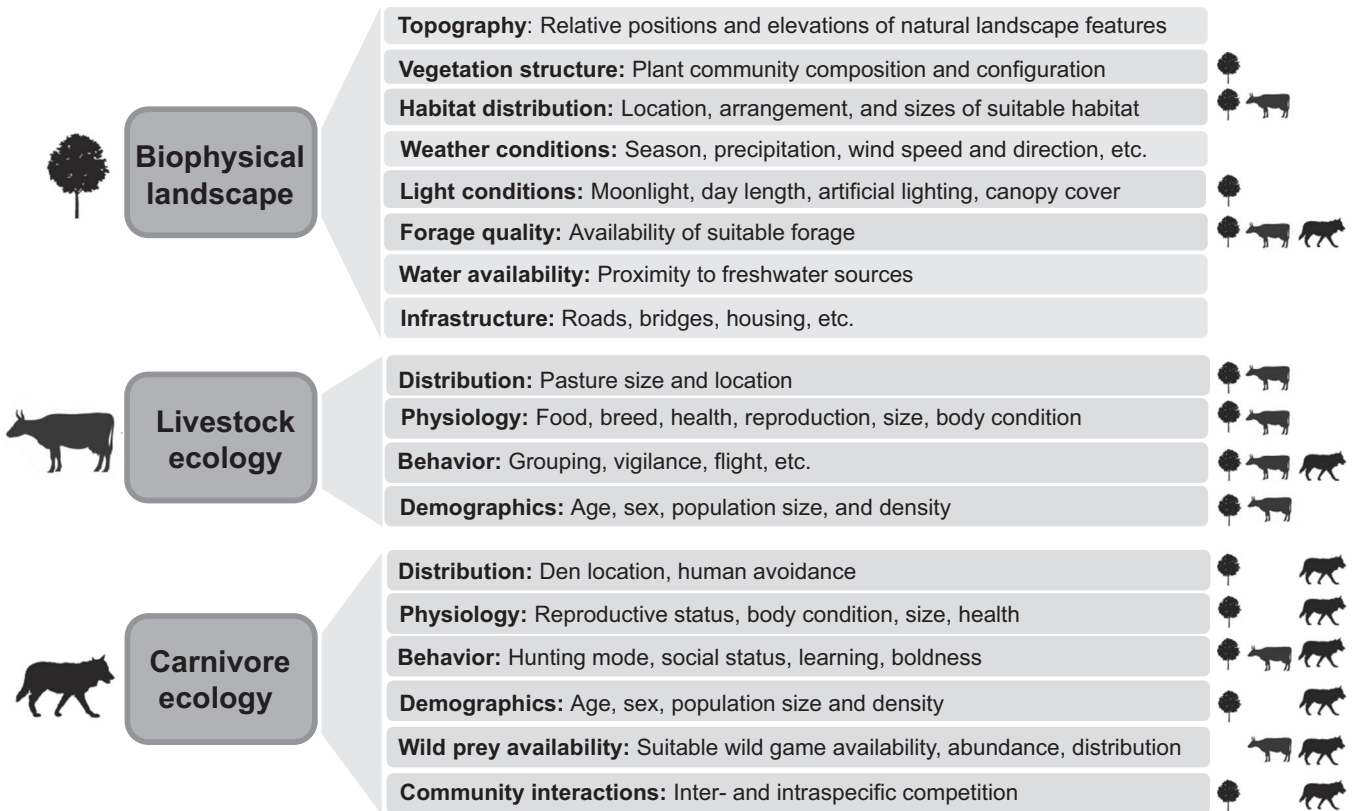 Biophysical
landscape
Topography: Relative positions and elevations of natural landscape features
Vegetation structure: Plant community composition and configuration
Habitat distribution: Location, arrangement, and sizes of suitable habitat
Weather conditions: Season, precipitation, wind speed and direction, etc.
Light conditions: Moonlight, day length, artificial lighting, canopy cover
Forage quality: Availability of suitable forage
Water availability: Proximity to freshwater sources
Infrastructure: Roads, bridges, housing, etc.
Livestock
ecology
Distribution: Pasture size and location
Physiology: Food, breed, health, reproduction, size, body condition
Behavior: Grouping, vigilance, flight, etc.
Demographics: Age, sex, population size, and density
Carnivore
ecology
Distribution: Den location, human avoidance
Physiology: Reproductive status, body condition, size, health
Behavior: Hunting mode, social status, learning, boldness
Demographics: Age, sex, population size and density
Wild prey availability: Suitable wild game availability, abundance, distribution
Community interactions: Inter- and intraspecific competition